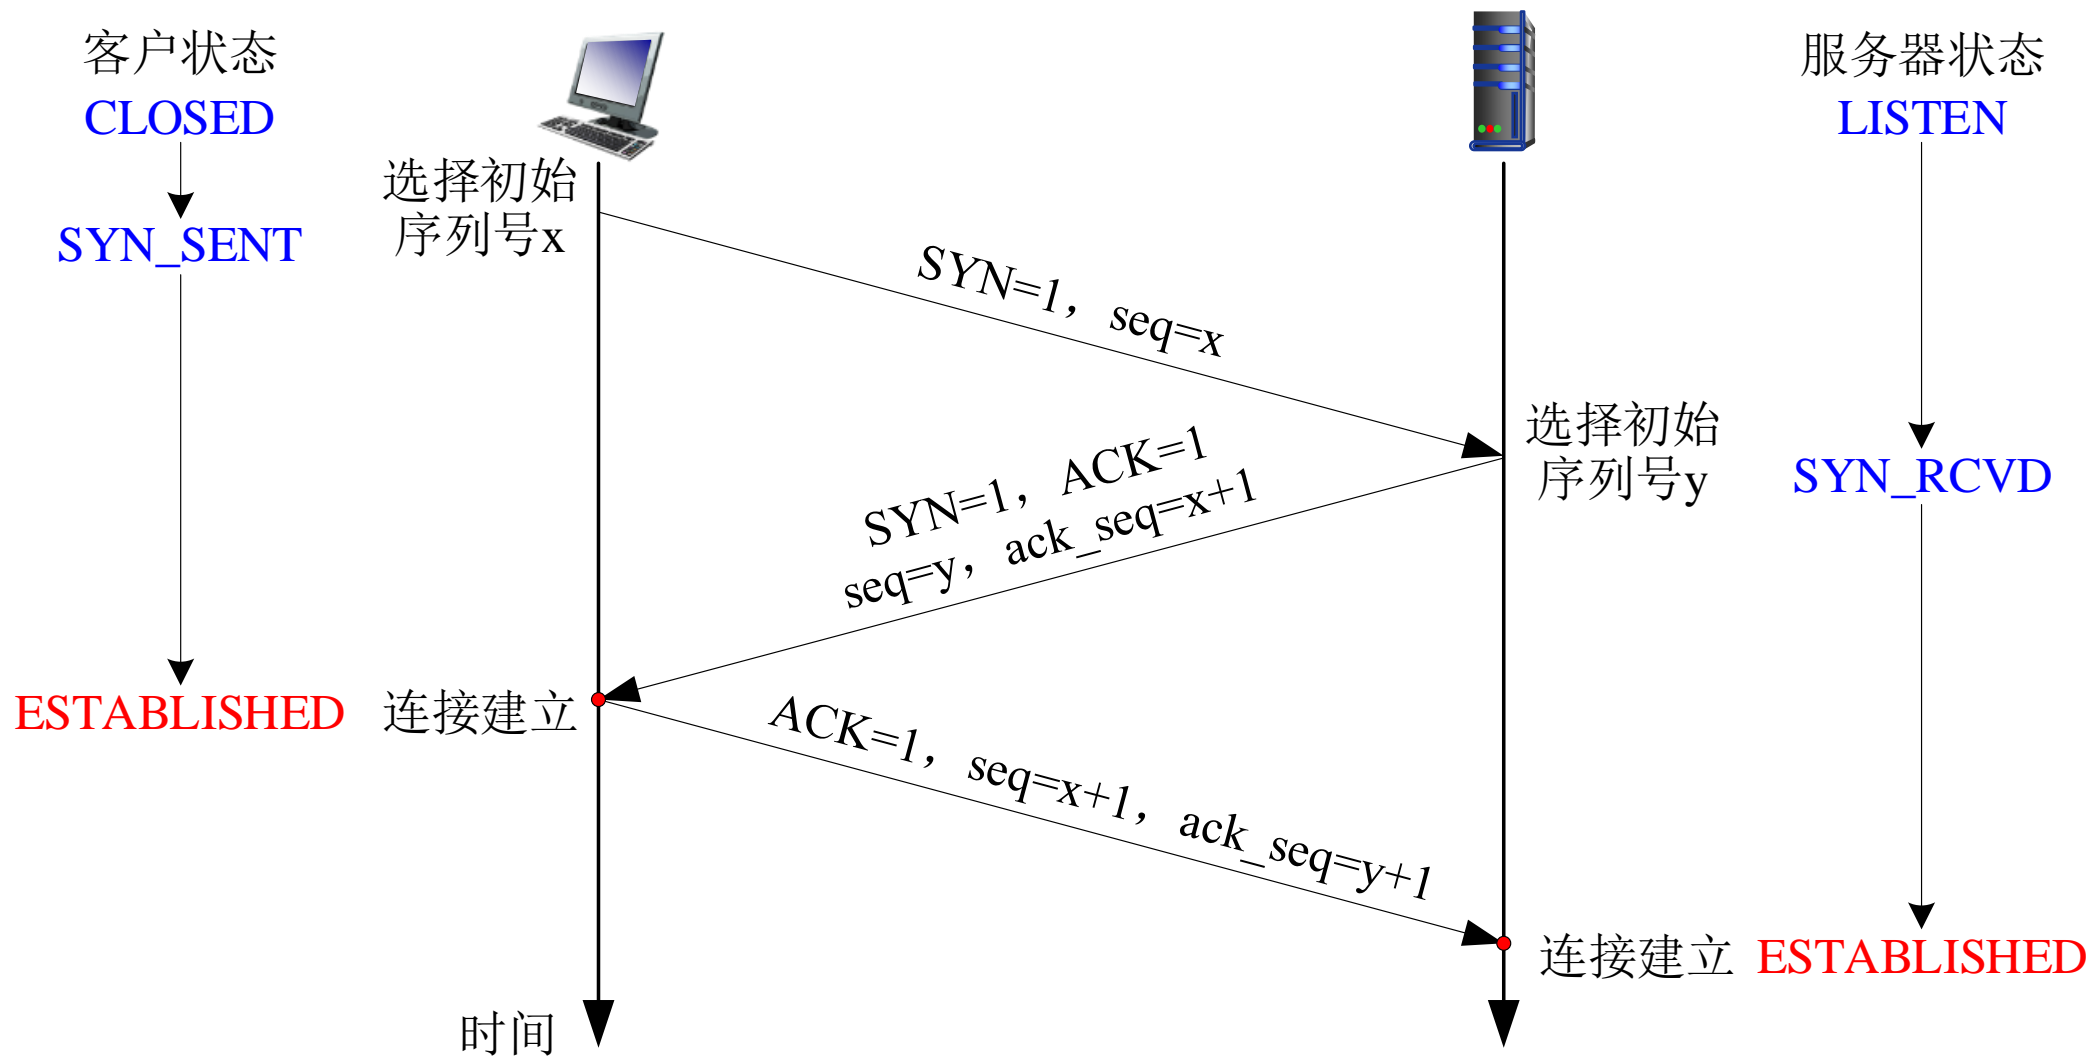 客户状态
CLOSED
服务器状态
LISTEN
选择初始
序列号x
SYN_SENT
SYN=1，seq=x
选择初始
序列号y
SYN_RCVD
SYN=1，ACK=1
seq=y，ack_seq=x+1
ESTABLISHED
连接建立
ACK=1，seq=x+1，ack_seq=y+1
连接建立
ESTABLISHED
时间